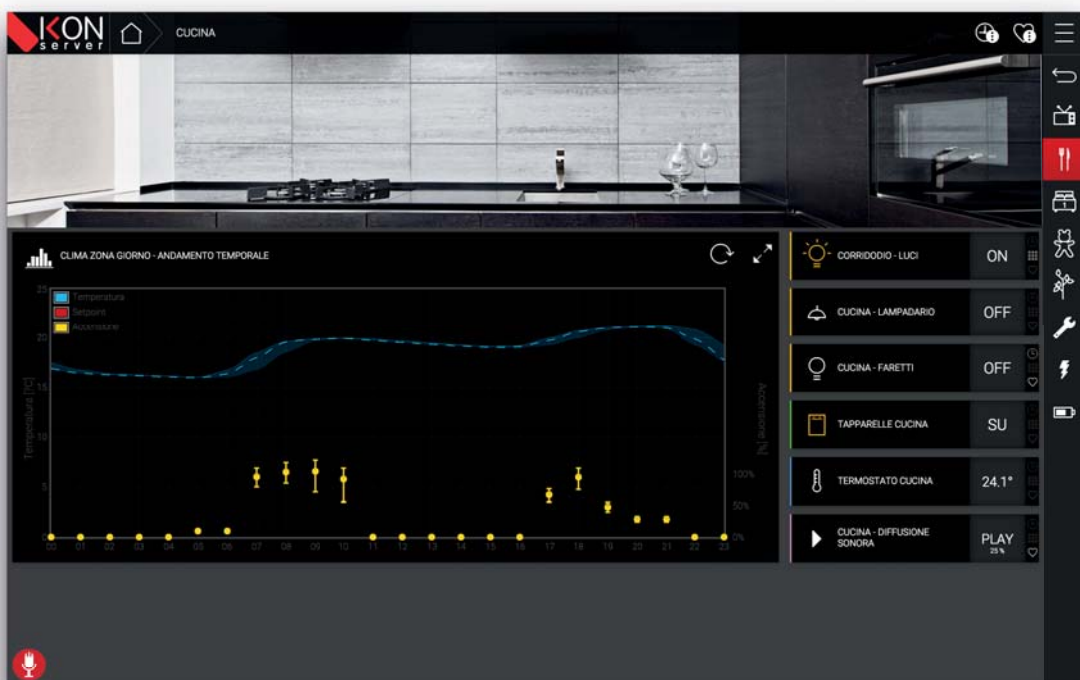 KON
server
CUCINA
CLIMA ZONA GIORNO - ANDAMENTO TEMPORALE
25
20
15
10
5
0
Temperatura
Setpoint
Accensione
Temperatura [?C]
Accensione [%]
100%
50%
0%
00 01 02 03 04 05 06 07 08 09 10 11 12 13 14 15 16 17 18 19 20 21 22 23
CORRIDODIO - LUCI
ON
CUCINA - LAMPADARIO
OFF
CUCINA - FARETTI
OFF
TAPPARELLE CUCINA
SU
TERMOSTATO CUCINA
24.1°
CUCINA - DIFFUSIONE
SONORA
PLAY
25 %
1